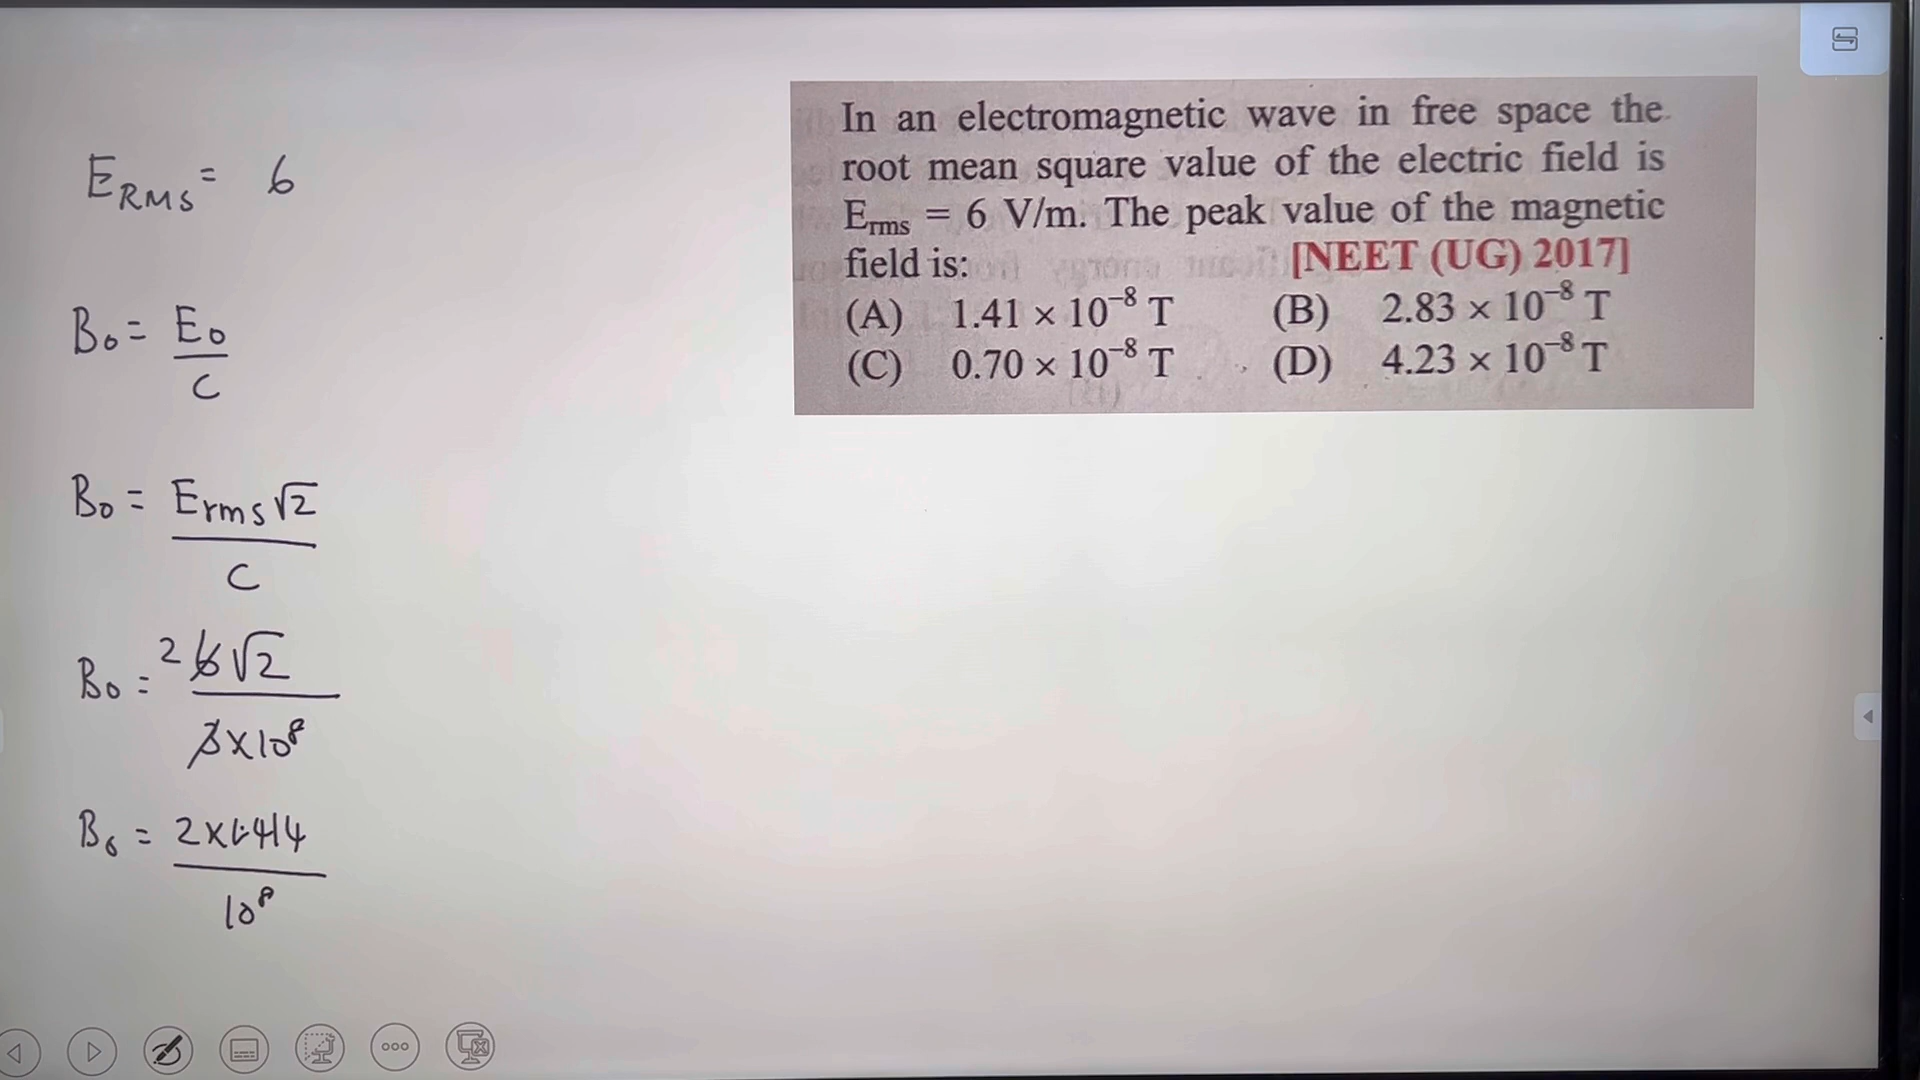 E_RMS = 6
B₀ = E₀
C
B₀ = E_rms √2
C
B₀ = 2 6√2
3×10⁸
B₀ = 2×1.414
10⁸
In an electromagnetic wave in free space the
root mean square value of the electric field is
E_rms = 6 V/m. The peak value of the magnetic
field is: [NEET (UG) 2017]
(A) 1.41 × 10⁻⁸ T (B) 2.83 × 10⁻⁸ T
(C) 0.70 × 10⁻⁸ T (D) 4.23 × 10⁻⁸ T